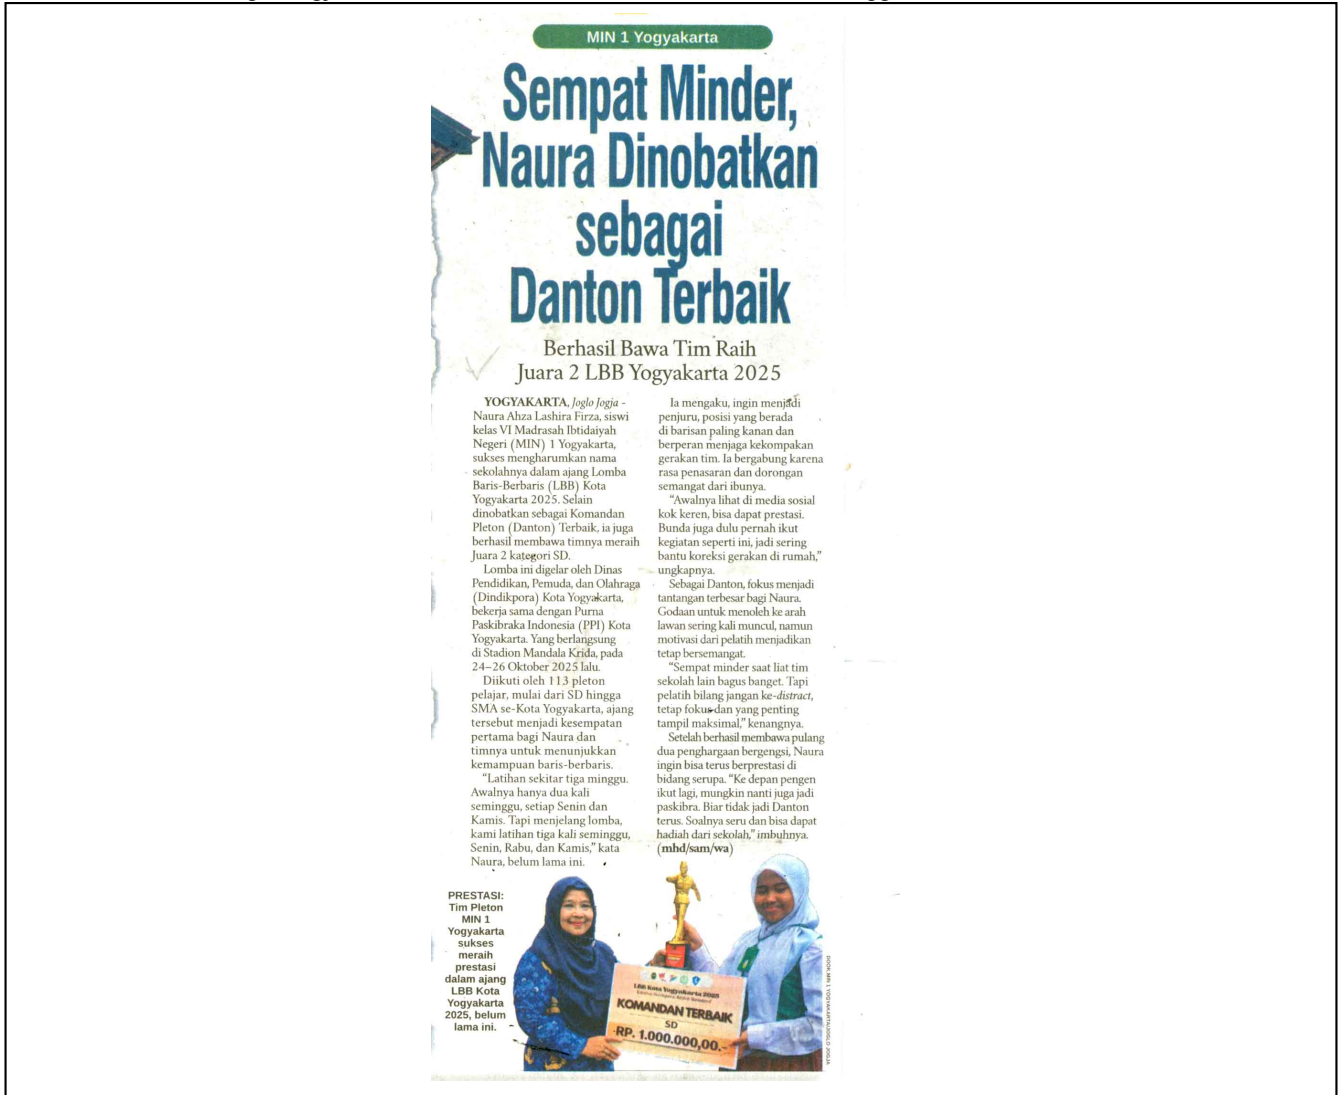 MIN 1 Yogyakarta
Sempat Minder,
Naura Dinobatkan
sebagai
Danton Terbaik
Berhasil Bawa Tim Raih
Juara 2 LBB Yogyakarta 2025
YOGYAKARTA, Joglo Jogja -
Naura Ahza Lashira Firza, siswi
kelas VI Madrasah Ibtidaiyah
Negeri (MIN) 1 Yogyakarta,
sukses mengharumkan nama
sekolahnya dalam ajang Lomba
Baris-Berbaris (LBB) Kota
Yogyakarta 2025. Selain
dinobatkan sebagai Komandan
Pleton (Danton) Terbaik, ia juga
berhasil membawa timnya meraih
Juara 2 kategori SD.
Lomba ini digelar oleh Dinas
Pendidikan, Pemuda, dan Olahraga
(Dindikpora) Kota Yogyakarta,
bekerja sama dengan Purna
Paskibraka Indonesia (PPI) Kota
Yogyakarta. Yang berlangsung
di Stadion Mandala Krida, pada
24–26 Oktober 2025 lalu.
Diikuti oleh 113 pleton
pelajar, mulai dari SD hingga
SMA se-Kota Yogyakarta, ajang
tersebut menjadi kesempatan
pertama bagi Naura dan
timnya untuk menunjukkan
kemampuan baris-berbaris.
“Latihan sekitar tiga minggu.
Awalnya hanya dua kali
seminggu, setiap Senin dan
Kamis. Tapi menjelang lomba,
kami latihan tiga kali seminggu,
Senin, Rabu, dan Kamis,” kata
Naura, belum lama ini.
Ia mengaku, ingin menjadi
penjuru, posisi yang berada
di barisan paling kanan dan
berperan menjaga kekompakan
gerakan tim. Ia bergabung karena
rasa penasaran dan dorongan
semangat dari ibunya.
“Awalnya lihat di media sosial
kok keren, bisa dapat prestasi.
Bunda juga dulu pernah ikut
kegiatan seperti ini, jadi sering
bantu koreksi gerakan di rumah,”
ungkapnya.
Sebagai Danton, fokus menjadi
tantangan terbesar bagi Naura.
Godaan untuk menoleh ke arah
lawan sering kali muncul, namun
motivasi dari pelatih menjadikan
tetap bersemangat.
“Sempat minder saat liat tim
sekolah lain bagus banget. Tapi
pelatih bilang jangan ke-distract,
tetap fokus dan yang penting
tampil maksimal,” kenangnya.
Setelah berhasil membawa pulang
dua penghargaan bergengsi, Naura
ingin bisa terus berprestasi di
bidang serupa. “Ke depan pengen
ikut lagi, mungkin nanti juga jadi
paskibra. Biar tidak jadi Danton
terus. Soalnya seru dan bisa dapat
hadiah dari sekolah,” imbuhnya.
(mhd/sam/wa)
PRESTASI:
Tim Pleton
MIN 1
Yogyakarta
sukses
meraih
prestasi
dalam ajang
LBB Kota
Yogyakarta
2025, belum
lama ini.
LBB Kota Yogyakarta 2025
KOMANDAN TERBAIK
SD
RP. 1.000.000,00.-
DOOK.MIN 1 YOGYAKARTA/JOGLO JOGJA